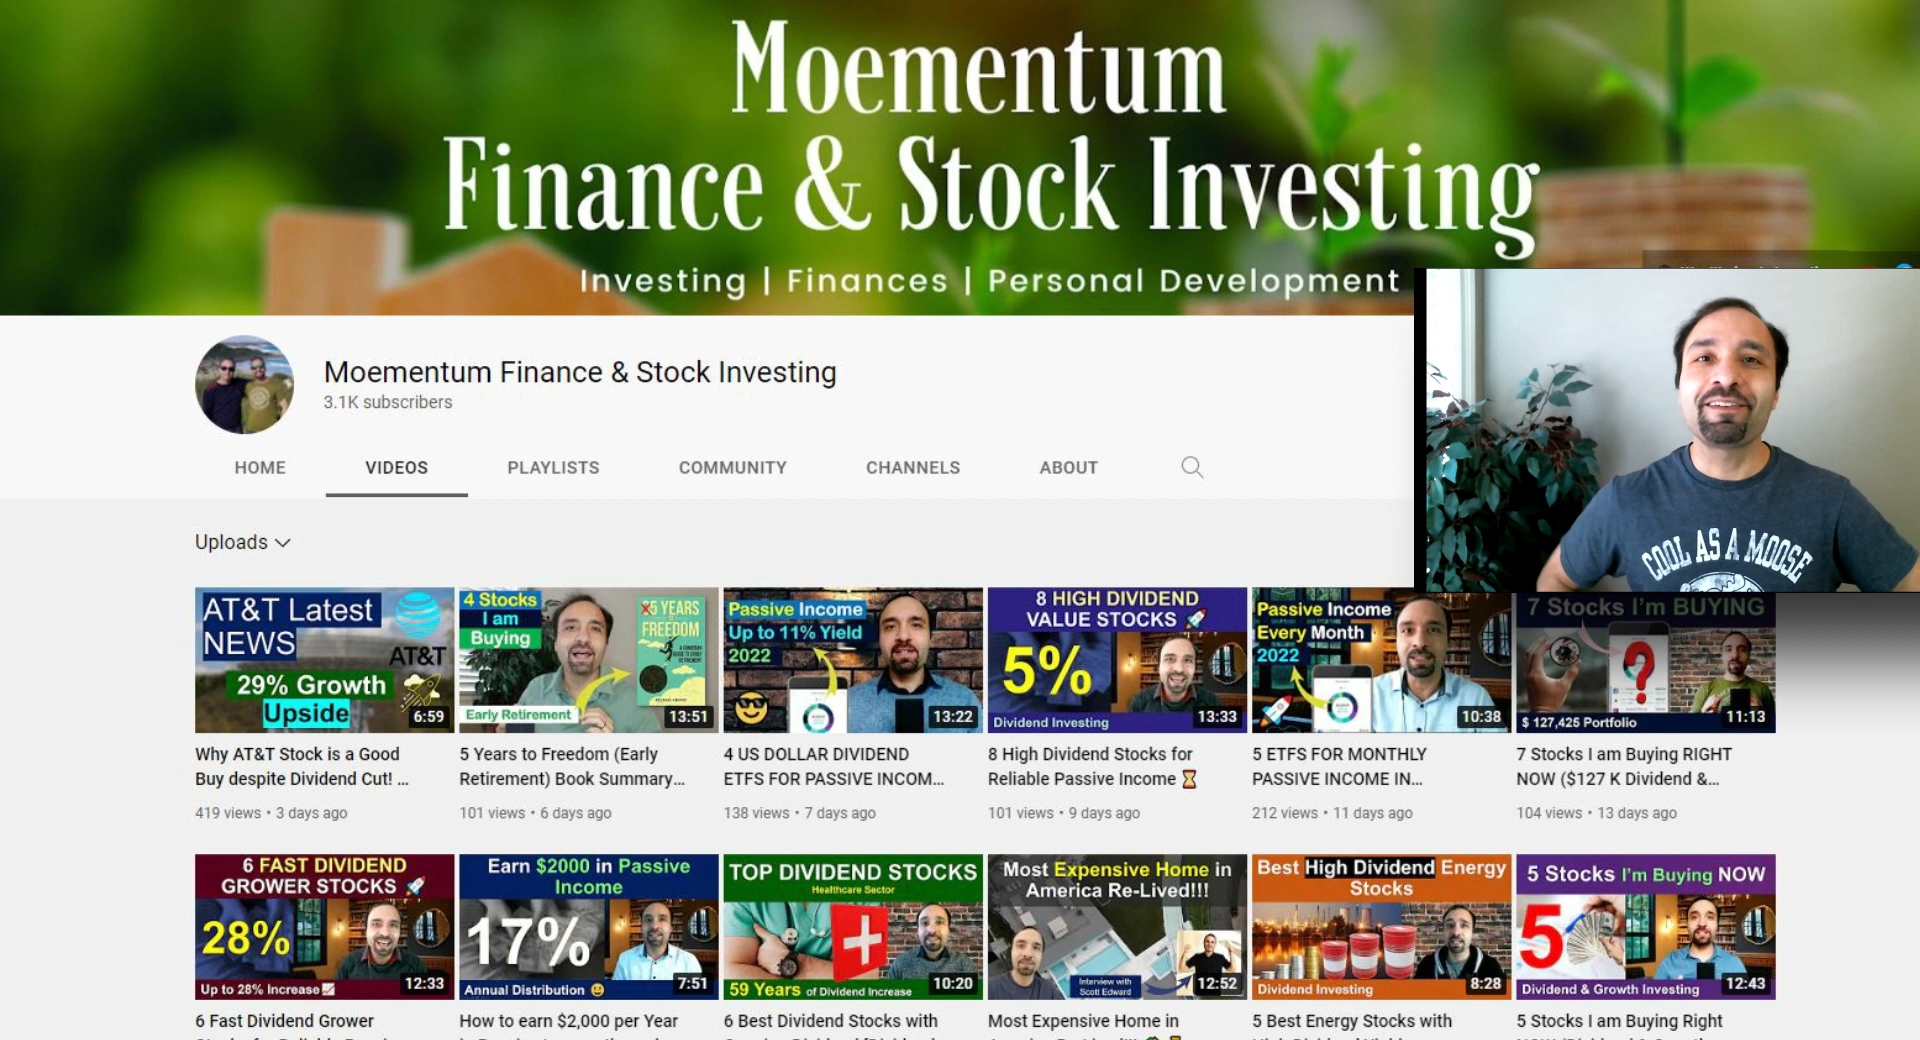 Moementum
Finance & Stock Investing
Investing | Finances | Personal Development
Moementum Finance & Stock Investing
3.1K subscribers
HOME VIDEOS PLAYLISTS COMMUNITY CHANNELS ABOUT
COOL AS A MOOSE
Uploads
AT&T Latest
NEWS
AT&T
29% Growth
Upside
6:59
4 Stocks
I am
Buying
5 YEARS
TO
FREEDOM
Early Retirement
13:51
Passive Income
Up to 11% Yield
2022
13:22
8 HIGH DIVIDEND
VALUE STOCKS
5%
Dividend Investing
13:33
Passive Income
Every Month
2022
10:38
7 Stocks I'm BUYING
$ 127,425 Portfolio
11:13
Why AT&T Stock is a Good
Buy despite Dividend Cut! ...
419 views • 3 days ago
5 Years to Freedom (Early
Retirement) Book Summary...
101 views • 6 days ago
4 US DOLLAR DIVIDEND
ETFS FOR PASSIVE INCOM...
138 views • 7 days ago
8 High Dividend Stocks for
Reliable Passive Income
101 views • 9 days ago
5 ETFS FOR MONTHLY
PASSIVE INCOME IN...
212 views • 11 days ago
7 Stocks I am Buying RIGHT
NOW ($127 K Dividend &...
104 views • 13 days ago
6 FAST DIVIDEND
GROWER STOCKS
28%
Up to 28% Increase
12:33
Earn $2000 in Passive
Income
17%
Annual Distribution
7:51
TOP DIVIDEND STOCKS
Healthcare Sector
59 Years of Dividend Increase
10:20
Most Expensive Home in
America Re-Lived!!!
Interview with
Scott Edward
12:52
Best High Dividend Energy
Stocks
Dividend Investing
8:28
5 Stocks I'm Buying NOW
5
Dividend & Growth Investing
12:43
6 Fast Dividend Grower
How to earn $2,000 per Year
6 Best Dividend Stocks with
Most Expensive Home in
5 Best Energy Stocks with
5 Stocks I am Buying Right